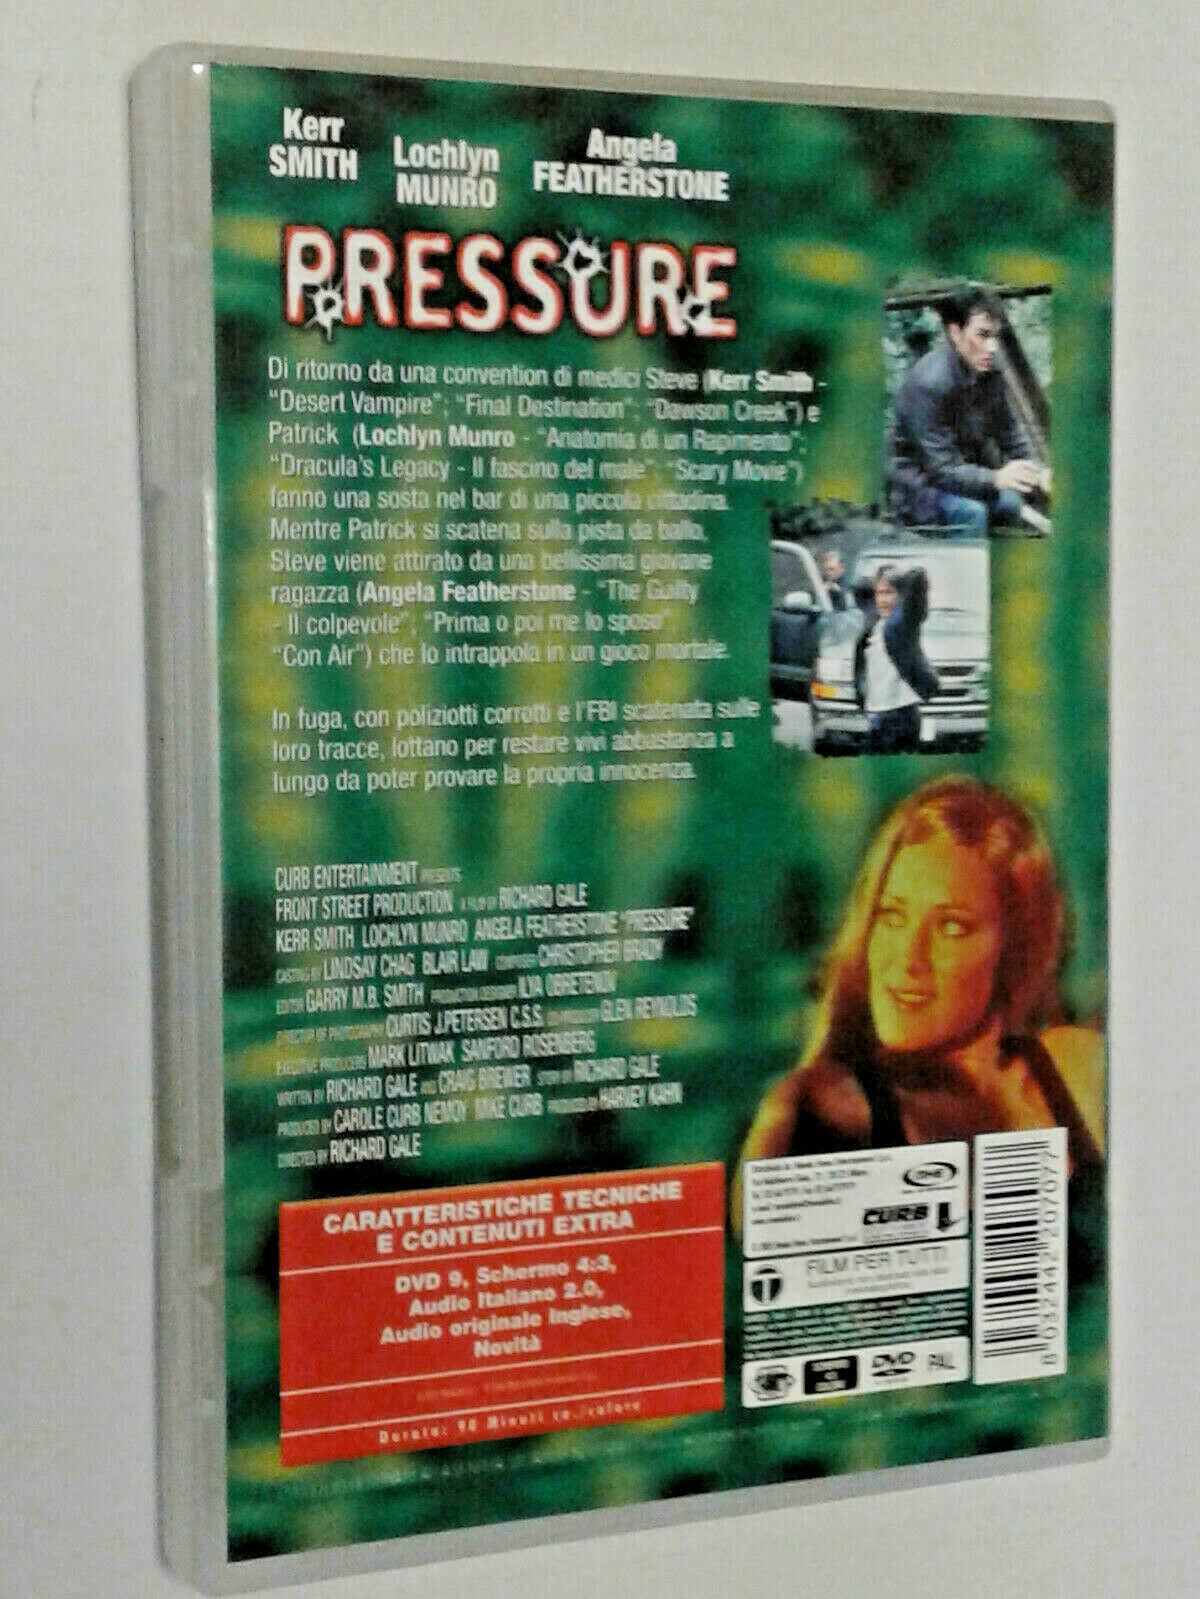 Kerr
SMITH
Lochlyn
MUNRO
Angela
FEATHERSTONE
PRESSURE
Di ritorno da una convention di medici Steve (Kerr Smith -
"Desert Vampire"; "Final Destination"; "Dawson Creek") e
Patrick (Lochlyn Munro - "Anatomia di un Rapimento";
"Dracula's Legacy - Il fascino del male"; "Scary Movie")
fanno una sosta nel bar di una piccola cittadina.
Mentre Patrick si scatena sulla pista da ballo,
Steve viene attirato da una bellissima giovane
ragazza (Angela Featherstone - "The Guilty
- Il colpevole", "Prima o poi me lo sposo"
"Con Air") che lo intrappola in un gioco mortale.
In fuga, con poliziotti corrotti e l'FBI scatenata sulle
loro tracce, lottano per restare vivi abbastanza a
lungo da poter provare la propria innocenza.
CURB ENTERTAINMENT PRESENTS
FRONT STREET PRODUCTION A FILM BY RICHARD GALE
KERR SMITH LOCHLYN MUNRO ANGELA FEATHERSTONE "PRESSURE"
CASTING BY LINDSAY CHAG BLAIR LAW COMPOSER CHRISTOPHER BRADY
EDITOR GARRY M.B. SMITH PRODUCTION DESIGNER ILYA OBRETENOV
DIRECTOR OF PHOTOGRAPHY CURTIS J.PETERSEN C.S.S. CO-PRODUCER GLEN REYNOLDS
EXECUTIVE PRODUCERS MARK LITWAK SANFORD ROSENBERG
WRITTEN BY RICHARD GALE AND CRAIG BREWER STORY BY RICHARD GALE
PRODUCED BY CAROLE CURB NEMOY MIKE CURB PRODUCED BY HARVEY KAHN
DIRECTED BY RICHARD GALE
CARATTERISTICHE TECNICHE
E CONTENUTI EXTRA
DVD 9, Schermo 4:3,
Audio Italiano 2.0,
Audio originale Inglese,
Novità
Durata: 90 Minuti ca./colore
CURB
FILM PER TUTTI
DVD
PAL
8 032442 207077